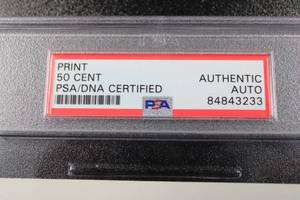 PRINT
50 CENT AUTHENTIC
PSA/DNA CERTIFIED AUTO
PSA 84843233